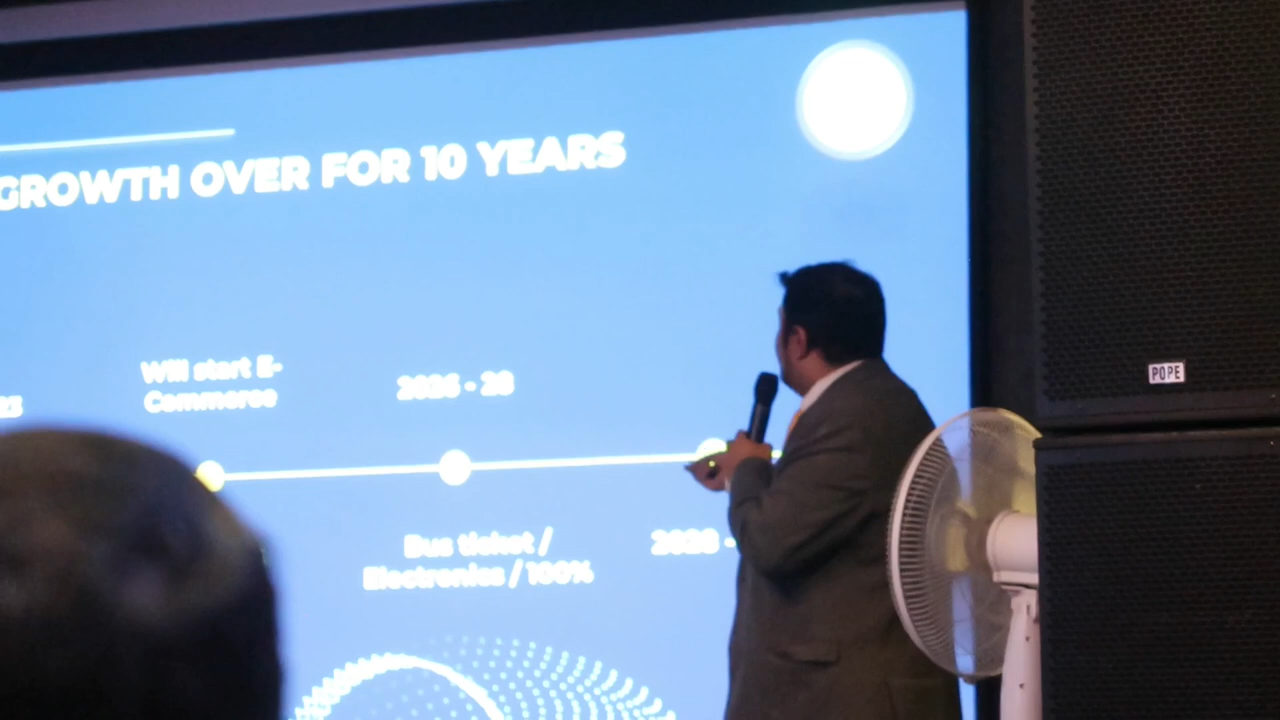 GROWTH OVER FOR 10 YEARS
Will start E-
Commerce
2026 - 28
Bus ticket /
Electronics / 100%
2028 -
POPE